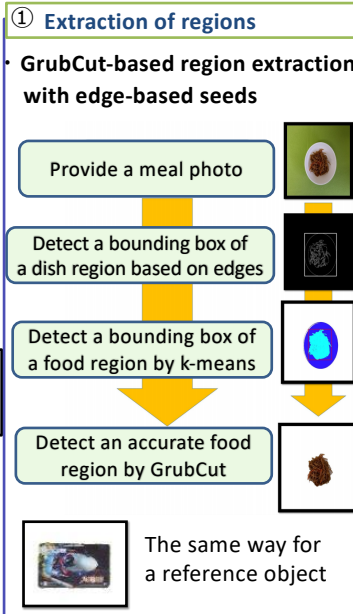 ① Extraction of regions
・ GrubCut-based region extraction
with edge-based seeds
Provide a meal photo
Detect a bounding box of
a dish region based on edges
Detect a bounding box of
a food region by k-means
Detect an accurate food
region by GrubCut
The same way for
a reference object